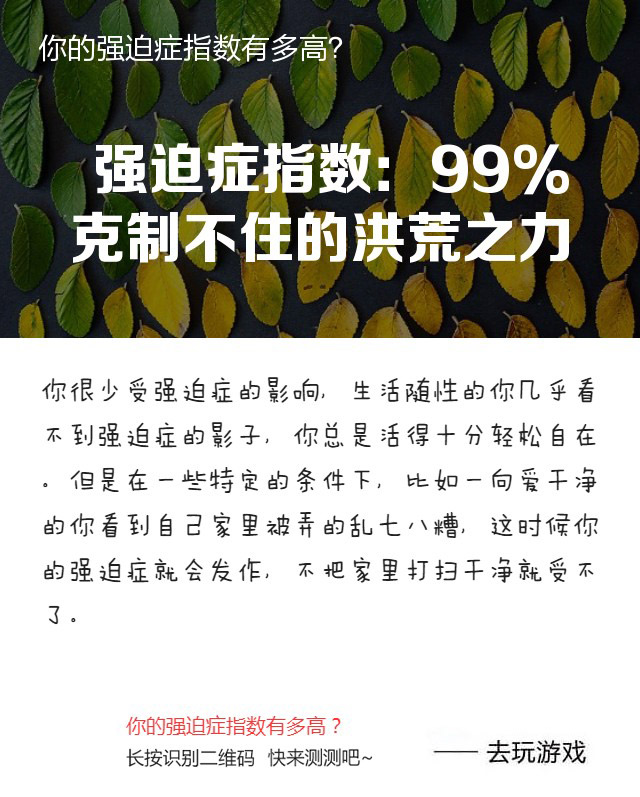 你的强迫症指数有多高?
强迫症指数：99%
克制不住的洪荒之力
你很少受强迫症的影响，生活随性的你几乎看
不到强迫症的影子，你总是活得十分轻松自在
。但是在一些特定的条件下，比如一向爱干净
的你看到自己家里被弄的乱七八糟，这时候你
的强迫症就会发作，不把家里打扫干净就受不
了。
你的强迫症指数有多高？
长按识别二维码 快来测测吧~
—— 去玩游戏